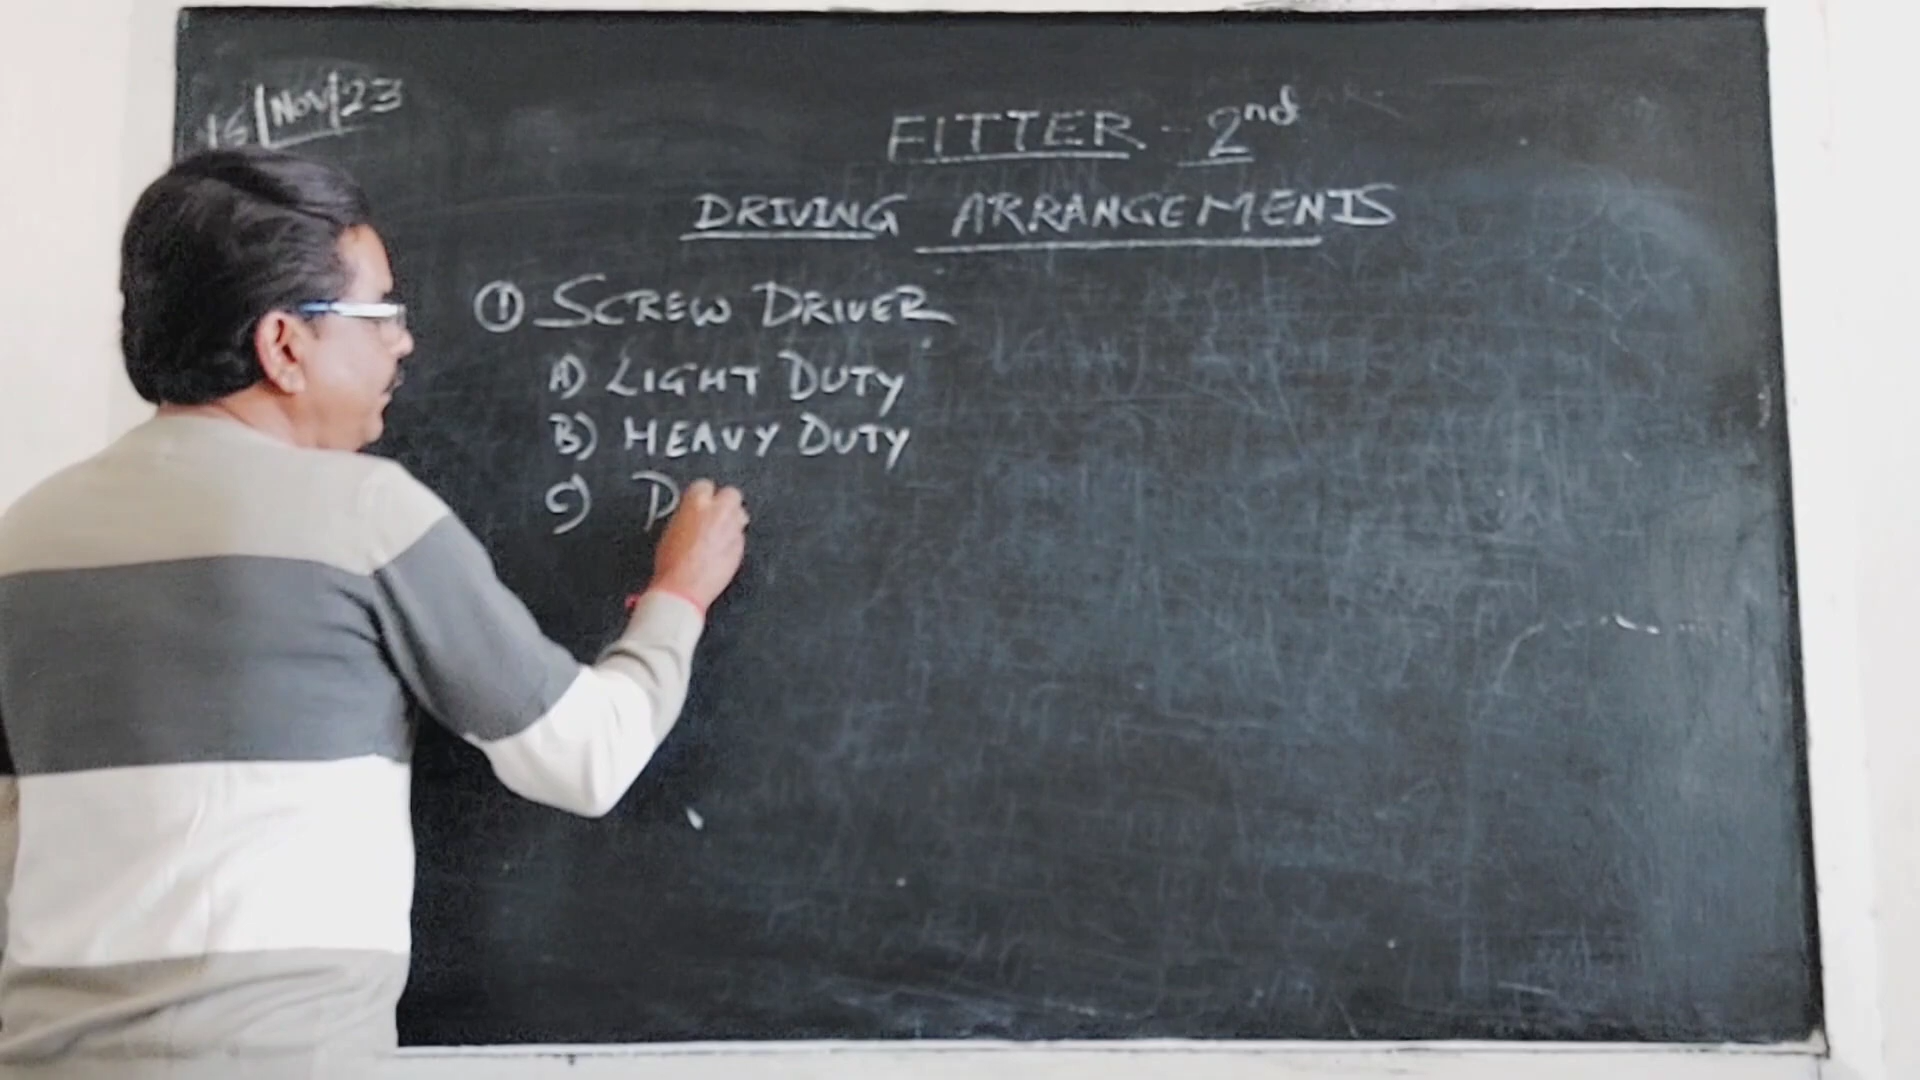 15/Nov/23
FITTER - 2nd
DRIVING ARRANGEMENTS
① SCREW DRIVER
A) LIGHT DUTY
B) HEAVY DUTY
C) D